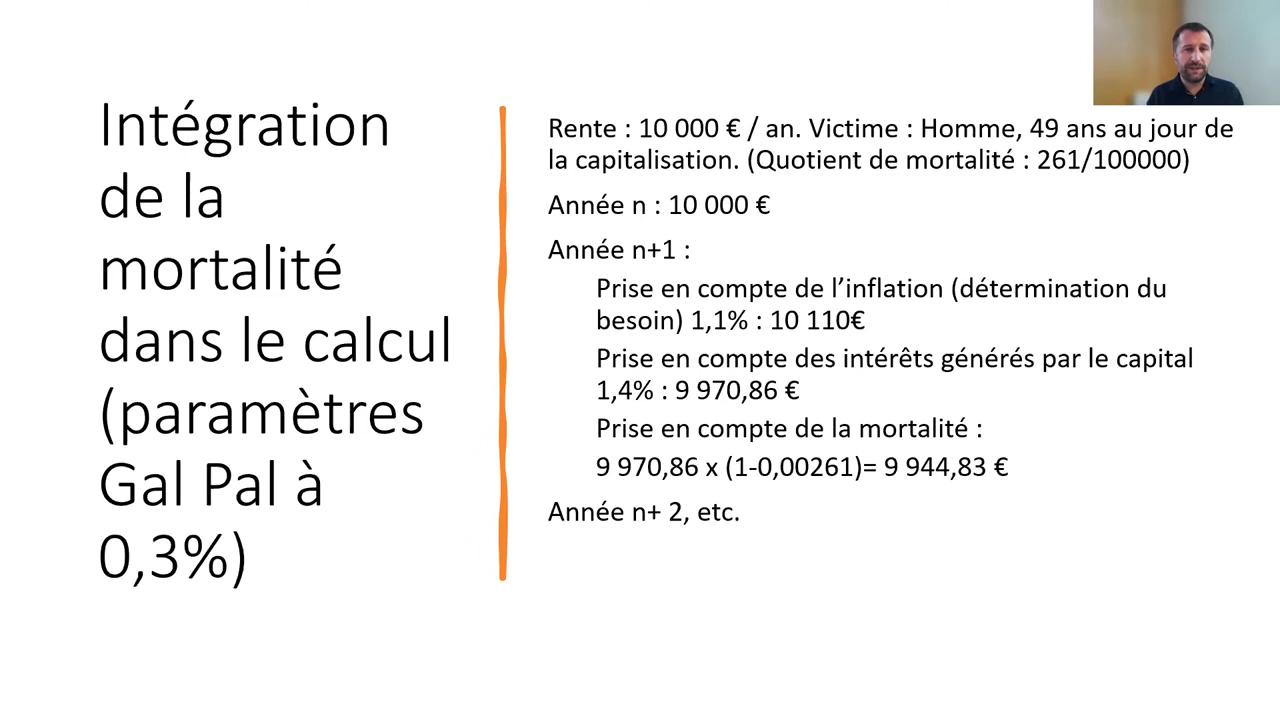 Intégration
de la
mortalité
dans le calcul
(paramètres
Gal Pal à
0,3%)
Rente : 10 000 € / an. Victime : Homme, 49 ans au jour de
la capitalisation. (Quotient de mortalité : 261/100000)
Année n : 10 000 €
Année n+1 :
Prise en compte de l’inflation (détermination du
besoin) 1,1% : 10 110€
Prise en compte des intérêts générés par le capital
1,4% : 9 970,86 €
Prise en compte de la mortalité :
9 970,86 x (1-0,00261)= 9 944,83 €
Année n+ 2, etc.